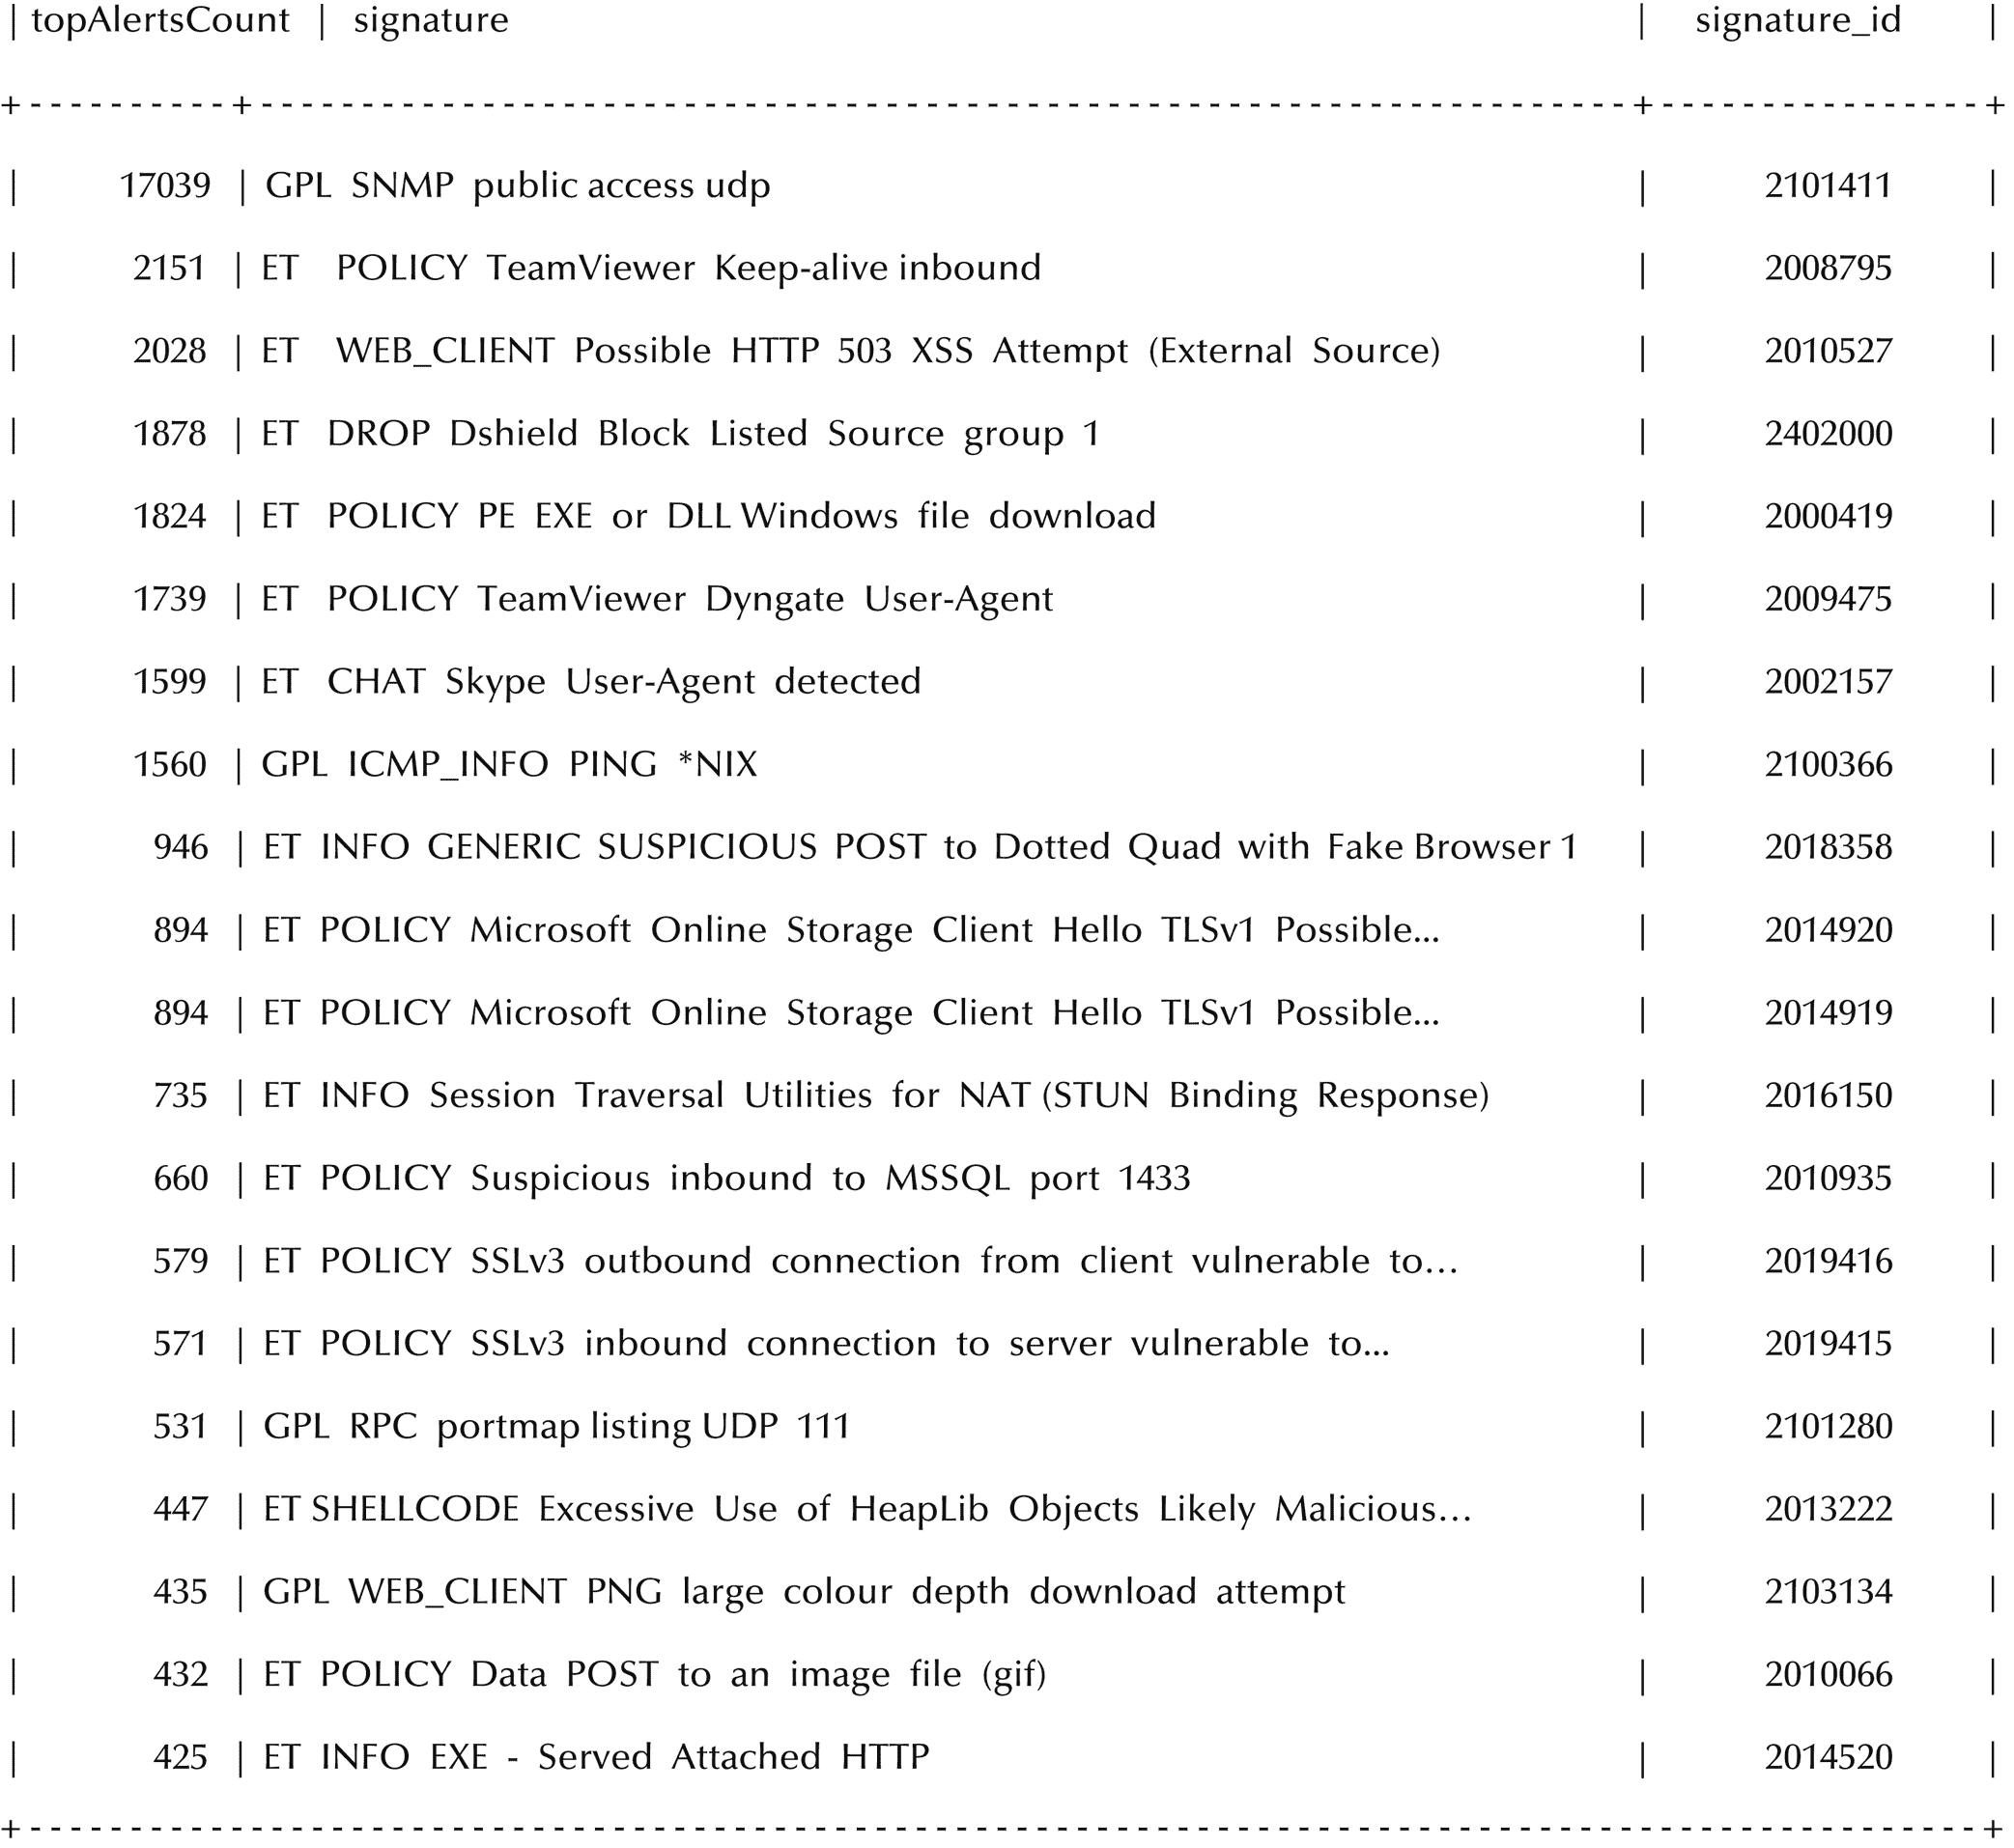 | topAlertsCount | signature | signature_id |
+----------+--------------------------------------------------------------------+----------------+
| 17039 | GPL SNMP public access udp | 2101411 |
| 2151 | ET POLICY TeamViewer Keep-alive inbound | 2008795 |
| 2028 | ET WEB_CLIENT Possible HTTP 503 XSS Attempt (External Source) | 2010527 |
| 1878 | ET DROP Dshield Block Listed Source group 1 | 2402000 |
| 1824 | ET POLICY PE EXE or DLL Windows file download | 2000419 |
| 1739 | ET POLICY TeamViewer Dyngate User-Agent | 2009475 |
| 1599 | ET CHAT Skype User-Agent detected | 2002157 |
| 1560 | GPL ICMP_INFO PING *NIX | 2100366 |
| 946 | ET INFO GENERIC SUSPICIOUS POST to Dotted Quad with Fake Browser 1 | 2018358 |
| 894 | ET POLICY Microsoft Online Storage Client Hello TLSv1 Possible... | 2014920 |
| 894 | ET POLICY Microsoft Online Storage Client Hello TLSv1 Possible... | 2014919 |
| 735 | ET INFO Session Traversal Utilities for NAT (STUN Binding Response) | 2016150 |
| 660 | ET POLICY Suspicious inbound to MSSQL port 1433 | 2010935 |
| 579 | ET POLICY SSLv3 outbound connection from client vulnerable to… | 2019416 |
| 571 | ET POLICY SSLv3 inbound connection to server vulnerable to... | 2019415 |
| 531 | GPL RPC portmap listing UDP 111 | 2101280 |
| 447 | ET SHELLCODE Excessive Use of HeapLib Objects Likely Malicious… | 2013222 |
| 435 | GPL WEB_CLIENT PNG large colour depth download attempt | 2103134 |
| 432 | ET POLICY Data POST to an image file (gif) | 2010066 |
| 425 | ET INFO EXE - Served Attached HTTP | 2014520 |
+------------------------------------------------------------------------------------------------+